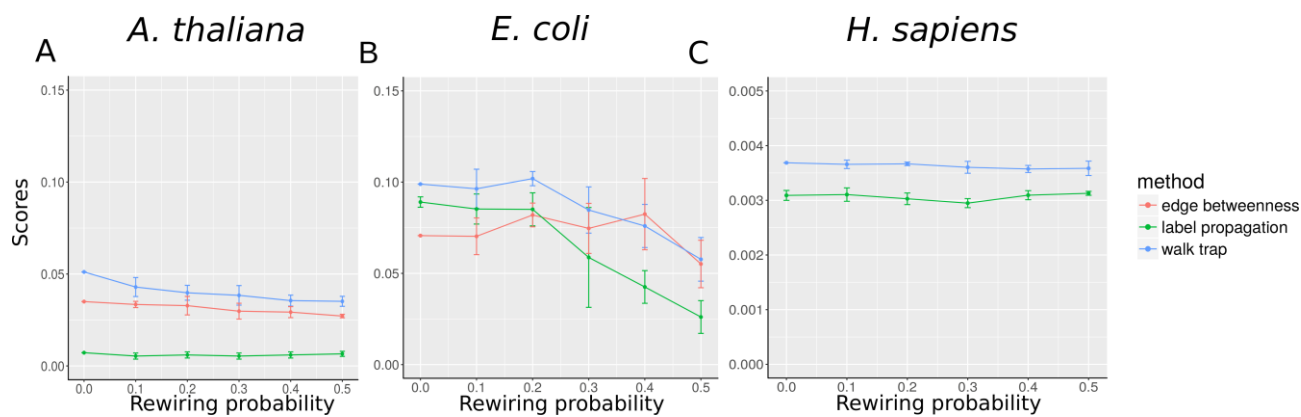 A
A. thaliana
B
E. coli
C
H. sapiens
Scores
0.15
0.10
0.05
0.00
0.0 0.1 0.2 0.3 0.4 0.5
Rewiring probability
0.15
0.10
0.05
0.00
0.0 0.1 0.2 0.3 0.4 0.5
Rewiring probability
0.005
0.004
0.003
0.002
0.001
0.000
0.0 0.1 0.2 0.3 0.4 0.5
Rewiring probability
method
edge betweenness
label propagation
walk trap